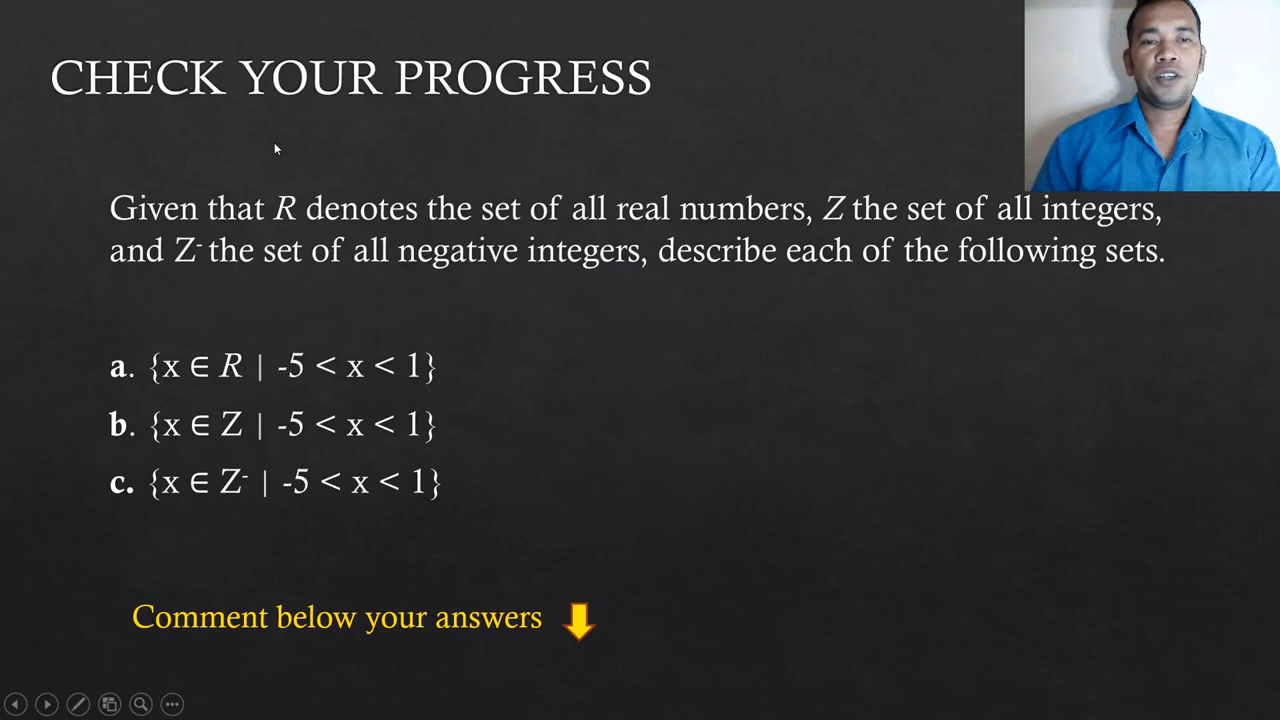 CHECK YOUR PROGRESS
Given that R denotes the set of all real numbers, Z the set of all integers,
and Z⁻ the set of all negative integers, describe each of the following sets.
a. {x ∈ R | -5 < x < 1}
b. {x ∈ Z | -5 < x < 1}
c. {x ∈ Z⁻ | -5 < x < 1}
Comment below your answers